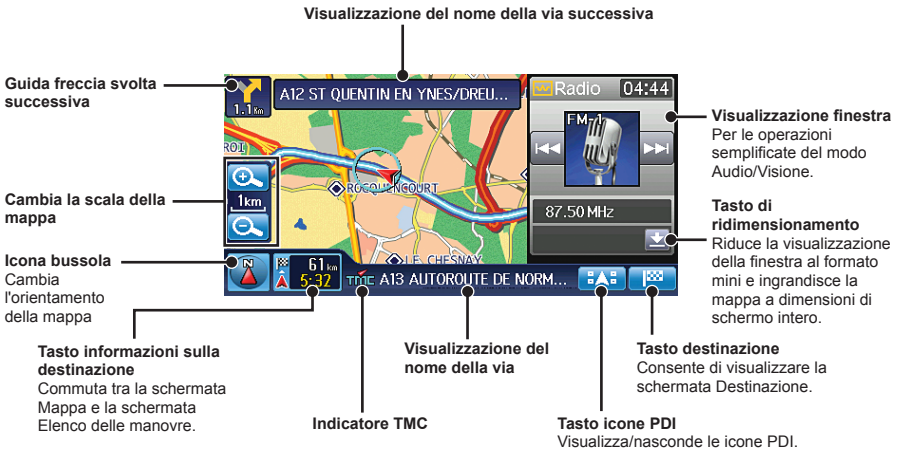 Visualizzazione del nome della via successiva
Guida freccia svolta
successiva
1.1 Km
A12 ST QUENTIN EN YNES/DREU...
Radio 04:44
FM-1
87.50 MHz
ROI
ROCQUENCOURT
1km
LE CHESNAY
N
61 km
5:32
TMC A13 AUTOROUTE DE NORM...
Visualizzazione finestra
Per le operazioni
semplificate del modo
Audio/Visione.
Cambia la scala della
mappa
Tasto di
ridimensionamento
Riduce la visualizzazione
della finestra al formato
mini e ingrandisce la
mappa a dimensioni di
schermo intero.
Icona bussola
Cambia
l'orientamento
della mappa
Tasto informazioni sulla
destinazione
Commuta tra la schermata
Mappa e la schermata
Elenco delle manovre.
Indicatore TMC
Visualizzazione del
nome della via
Tasto destinazione
Consente di visualizzare la
schermata Destinazione.
Tasto icone PDI
Visualizza/nasconde le icone PDI.